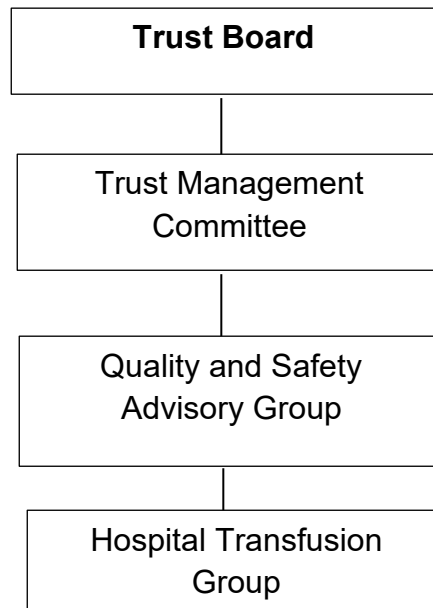 Trust Board
Trust Management
Committee
Quality and Safety
Advisory Group
Hospital Transfusion
Group